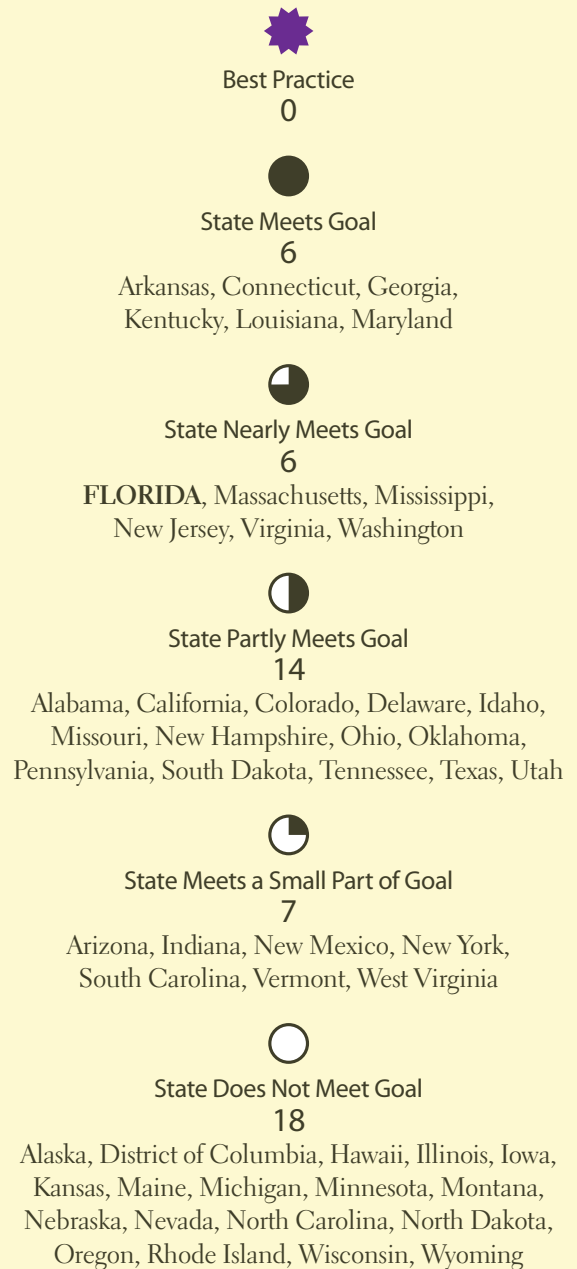 Best Practice
0
State Meets Goal
6
Arkansas, Connecticut, Georgia,
Kentucky, Louisiana, Maryland
State Nearly Meets Goal
6
FLORIDA, Massachusetts, Mississippi,
New Jersey, Virginia, Washington
State Partly Meets Goal
14
Alabama, California, Colorado, Delaware, Idaho,
Missouri, New Hampshire, Ohio, Oklahoma,
Pennsylvania, South Dakota, Tennessee, Texas, Utah
State Meets a Small Part of Goal
7
Arizona, Indiana, New Mexico, New York,
South Carolina, Vermont, West Virginia
State Does Not Meet Goal
18
Alaska, District of Columbia, Hawaii, Illinois, Iowa,
Kansas, Maine, Michigan, Minnesota, Montana,
Nebraska, Nevada, North Carolina, North Dakota,
Oregon, Rhode Island, Wisconsin, Wyoming